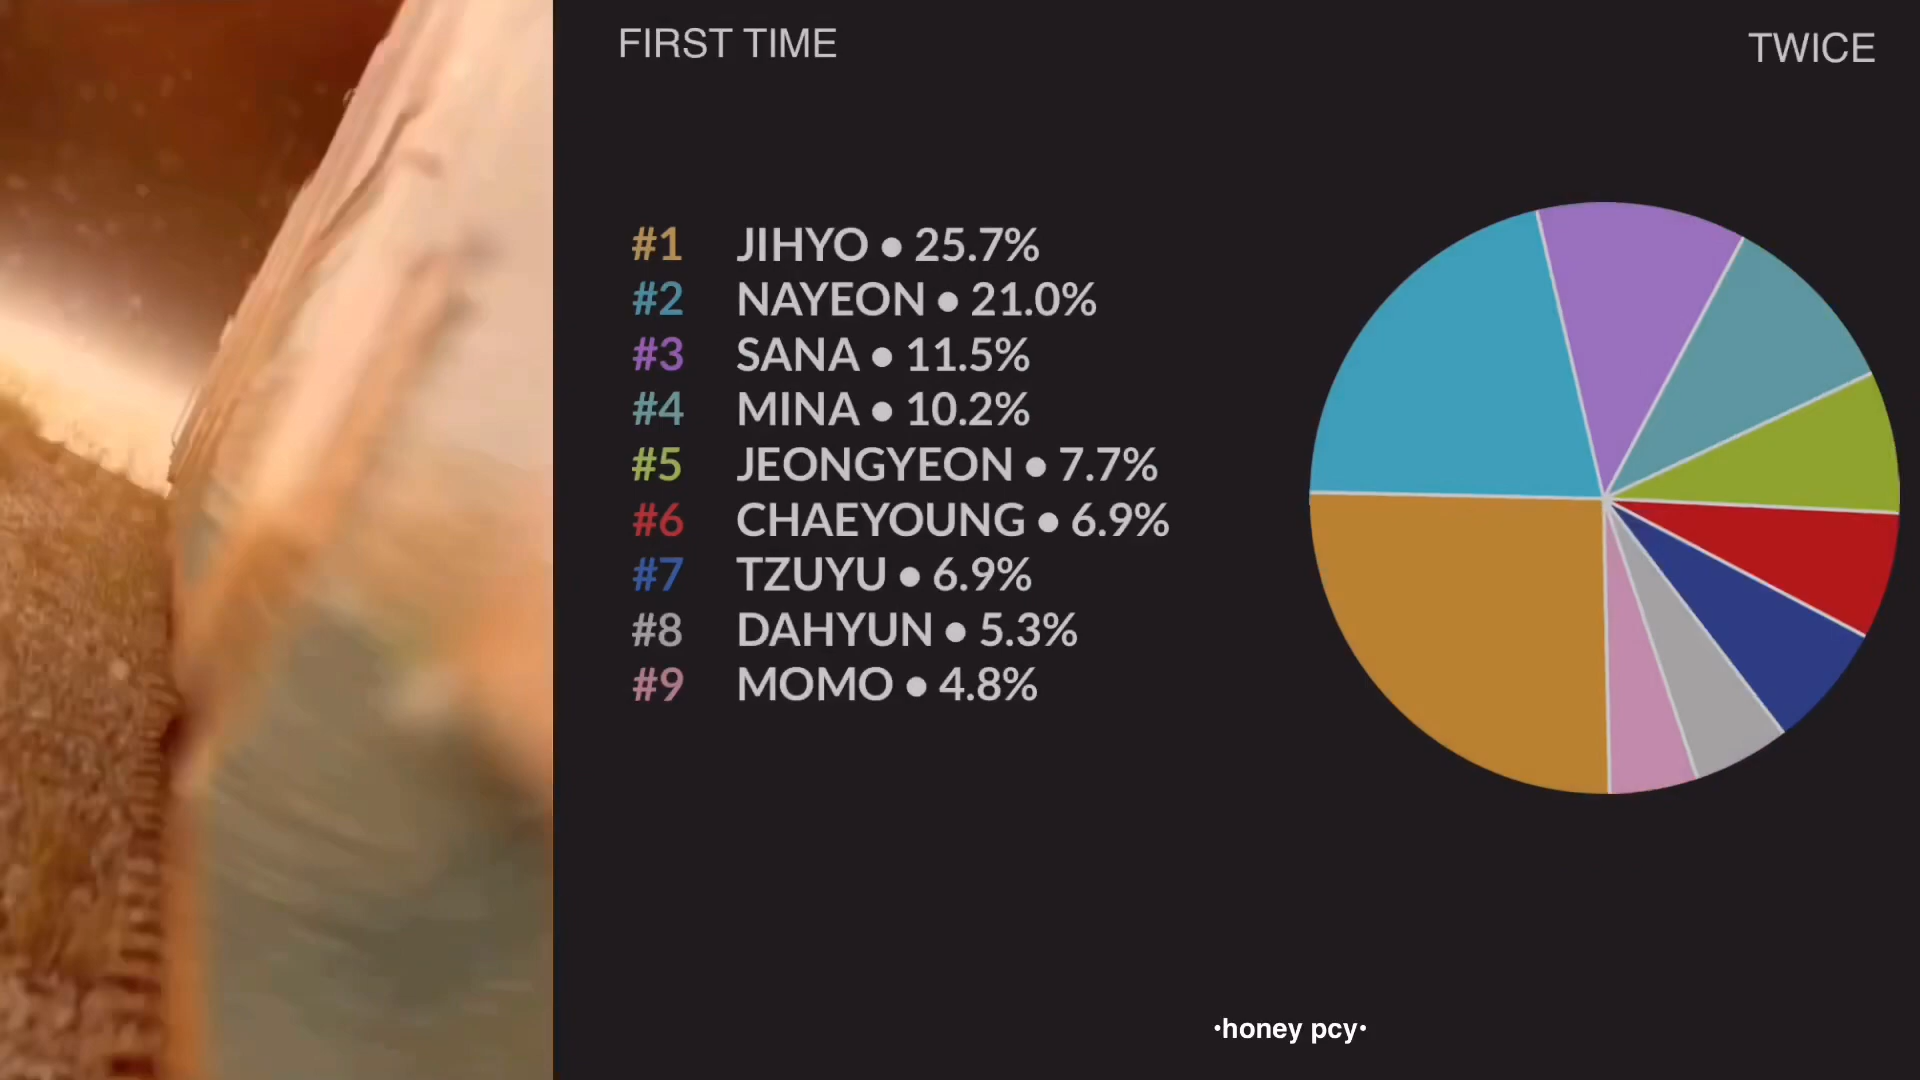 FIRST TIME
TWICE
#1 JIHYO ● 25.7%
#2 NAYEON ● 21.0%
#3 SANA ● 11.5%
#4 MINA ● 10.2%
#5 JEONGYEON ● 7.7%
#6 CHAEYOUNG ● 6.9%
#7 TZUYU ● 6.9%
#8 DAHYUN ● 5.3%
#9 MOMO ● 4.8%
•honey pcy•